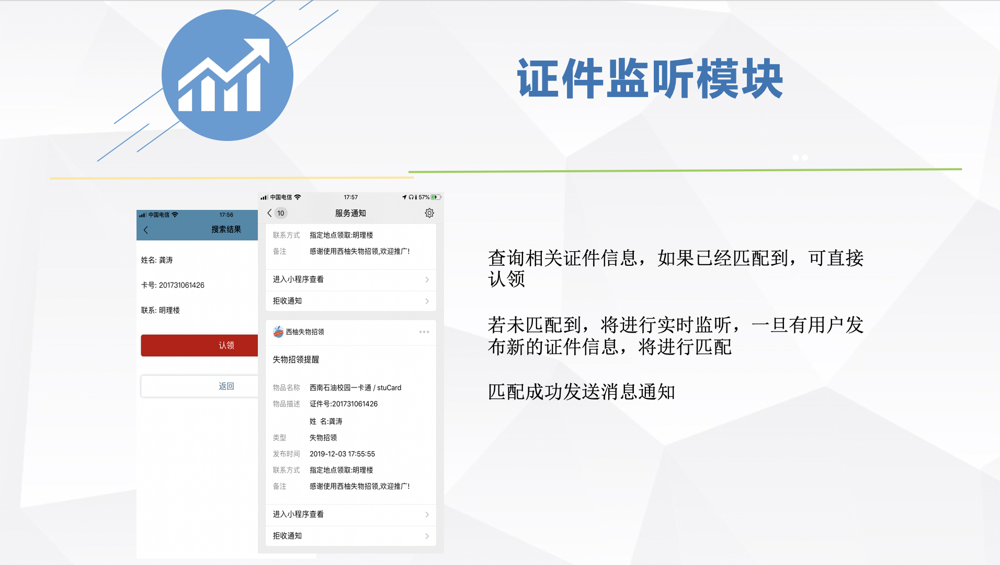 证件监听模块
中国电信
17:56
搜索结果
姓名: 龚涛
卡号: 201731061426
联系: 明理楼
认领
返回
中国电信
17:57
57%
10
服务通知
联系方式 指定地点领取:明理楼
备注 感谢使用西柚失物招领,欢迎推广!
进入小程序查看
拒收通知
西柚失物招领
失物招领提醒
物品名称 西南石油校园一卡通 / stuCard
物品描述 证件号:201731061426
姓 名:龚涛
类型 失物招领
发布时间 2019-12-03 17:55:55
联系方式 指定地点领取:明理楼
备注 感谢使用西柚失物招领,欢迎推广!
进入小程序查看
拒收通知
查询相关证件信息，如果已经匹配到，可直接
认领
若未匹配到，将进行实时监听，一旦有用户发
布新的证件信息，将进行匹配
匹配成功发送消息通知